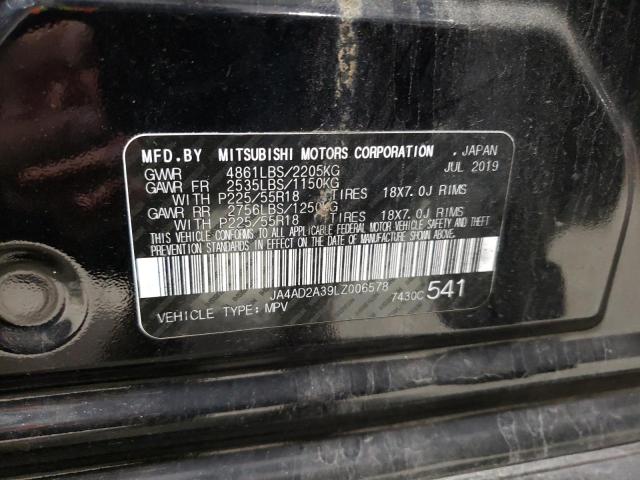 MFD.BY MITSUBISHI MOTORS CORPORATION . JAPAN
GVWR 4861LBS/2205KG JUL 2019
GAWR FR 2535LBS/1150KG
WITH P225/55R18 TIRES 18X7.0J RIMS
GAWR RR 2756LBS/1250KG
WITH P225/55R18 TIRES 18X7.0J RIMS
THIS VEHICLE CONFORMS TO ALL APPLICABLE FEDERAL MOTOR VEHICLE SAFETY AND THEFT
PREVENTION STANDARDS IN EFFECT ON THE DATE OF MANUFACTURE SHOWN ABOVE.
JA4AD2A39LZ006578 7430C 541
VEHICLE TYPE: MPV